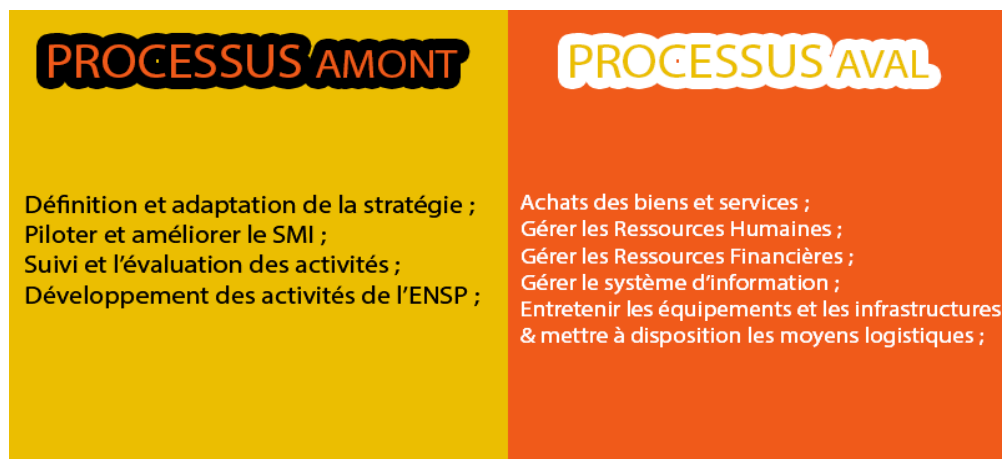 PROCESSUS AMONT
Définition et adaptation de la stratégie ;
Piloter et améliorer le SMI ;
Suivi et l’évaluation des activités ;
Développement des activités de l’ENSP ;
PROCESSUS AVAL
Achats des biens et services ;
Gérer les Ressources Humaines ;
Gérer les Ressources Financières ;
Gérer le système d’information ;
Entretenir les équipements et les infrastructures
& mettre à disposition les moyens logistiques ;